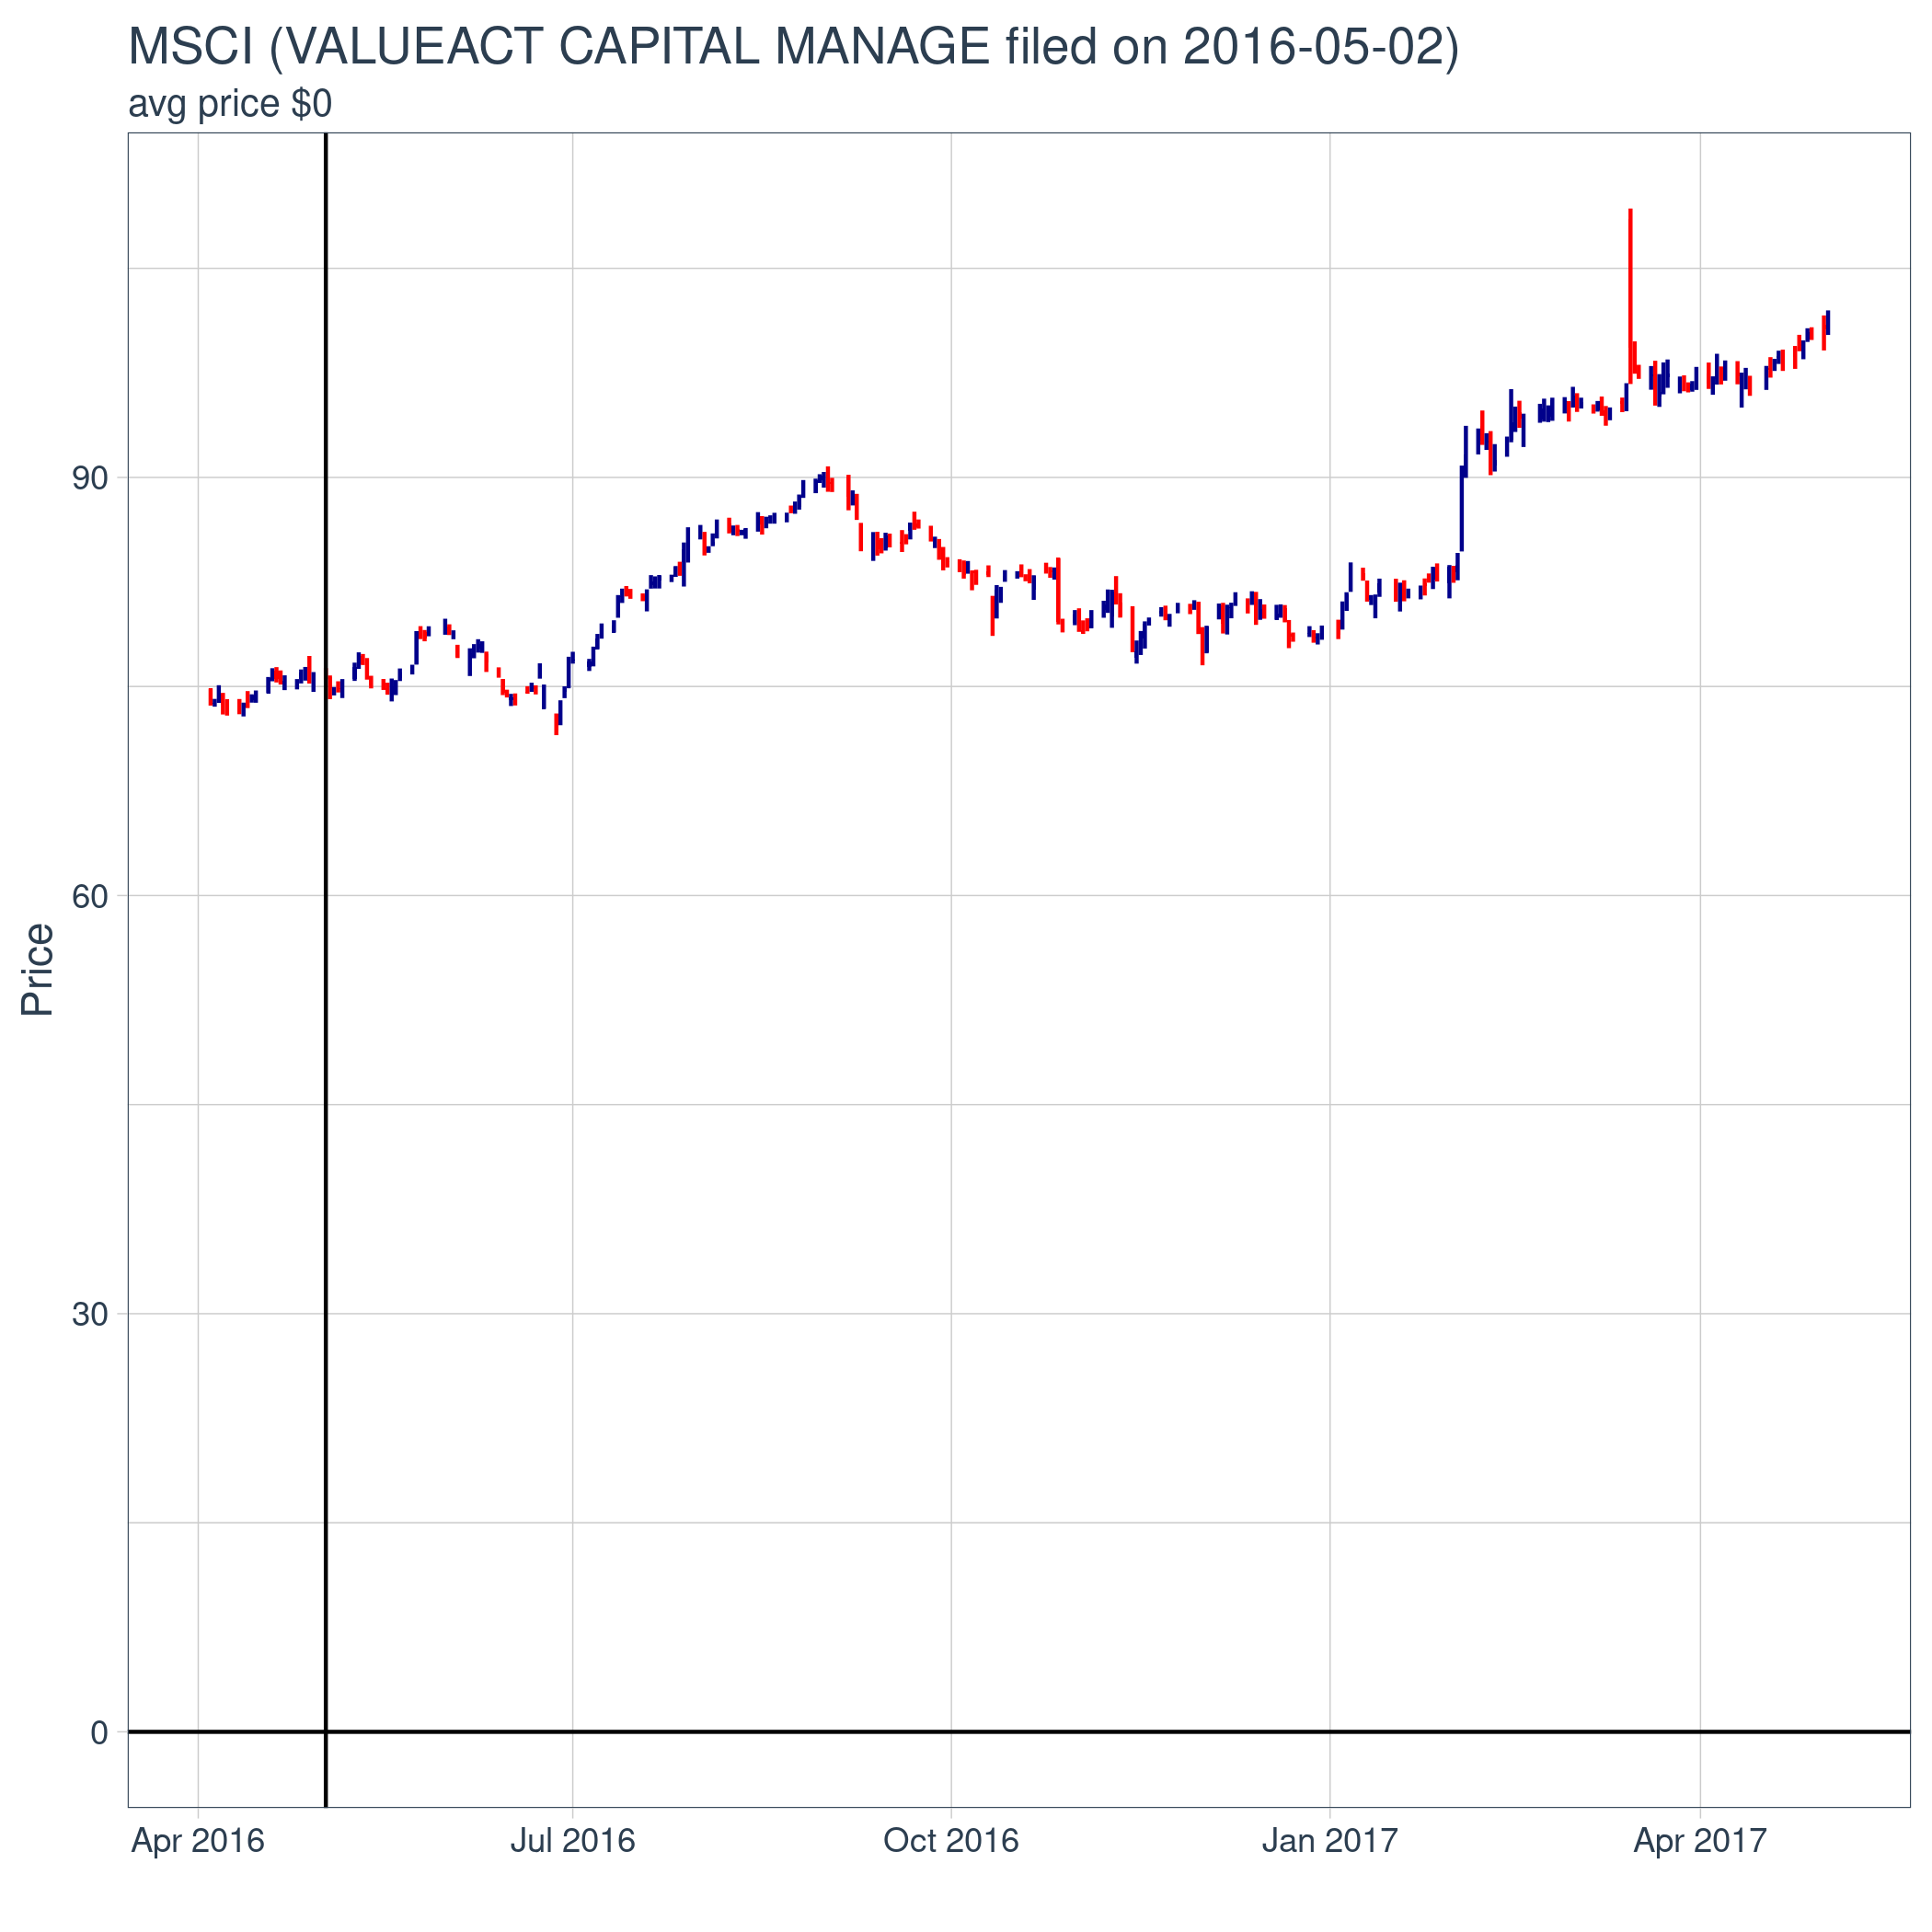 MSCI (VALUEACT CAPITAL MANAGE filed on 2016-05-02)
avg price $0
Price
90
60
30
0
Apr 2016
Jul 2016
Oct 2016
Jan 2017
Apr 2017